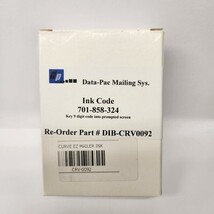 Data-Pac Mailing Sys.
Ink Code
701-858-324
Key 9 digit code into prompted screen
Re-Order Part # DIB-CRV0092
CURVE EZ MAILER INK
CRV-0092